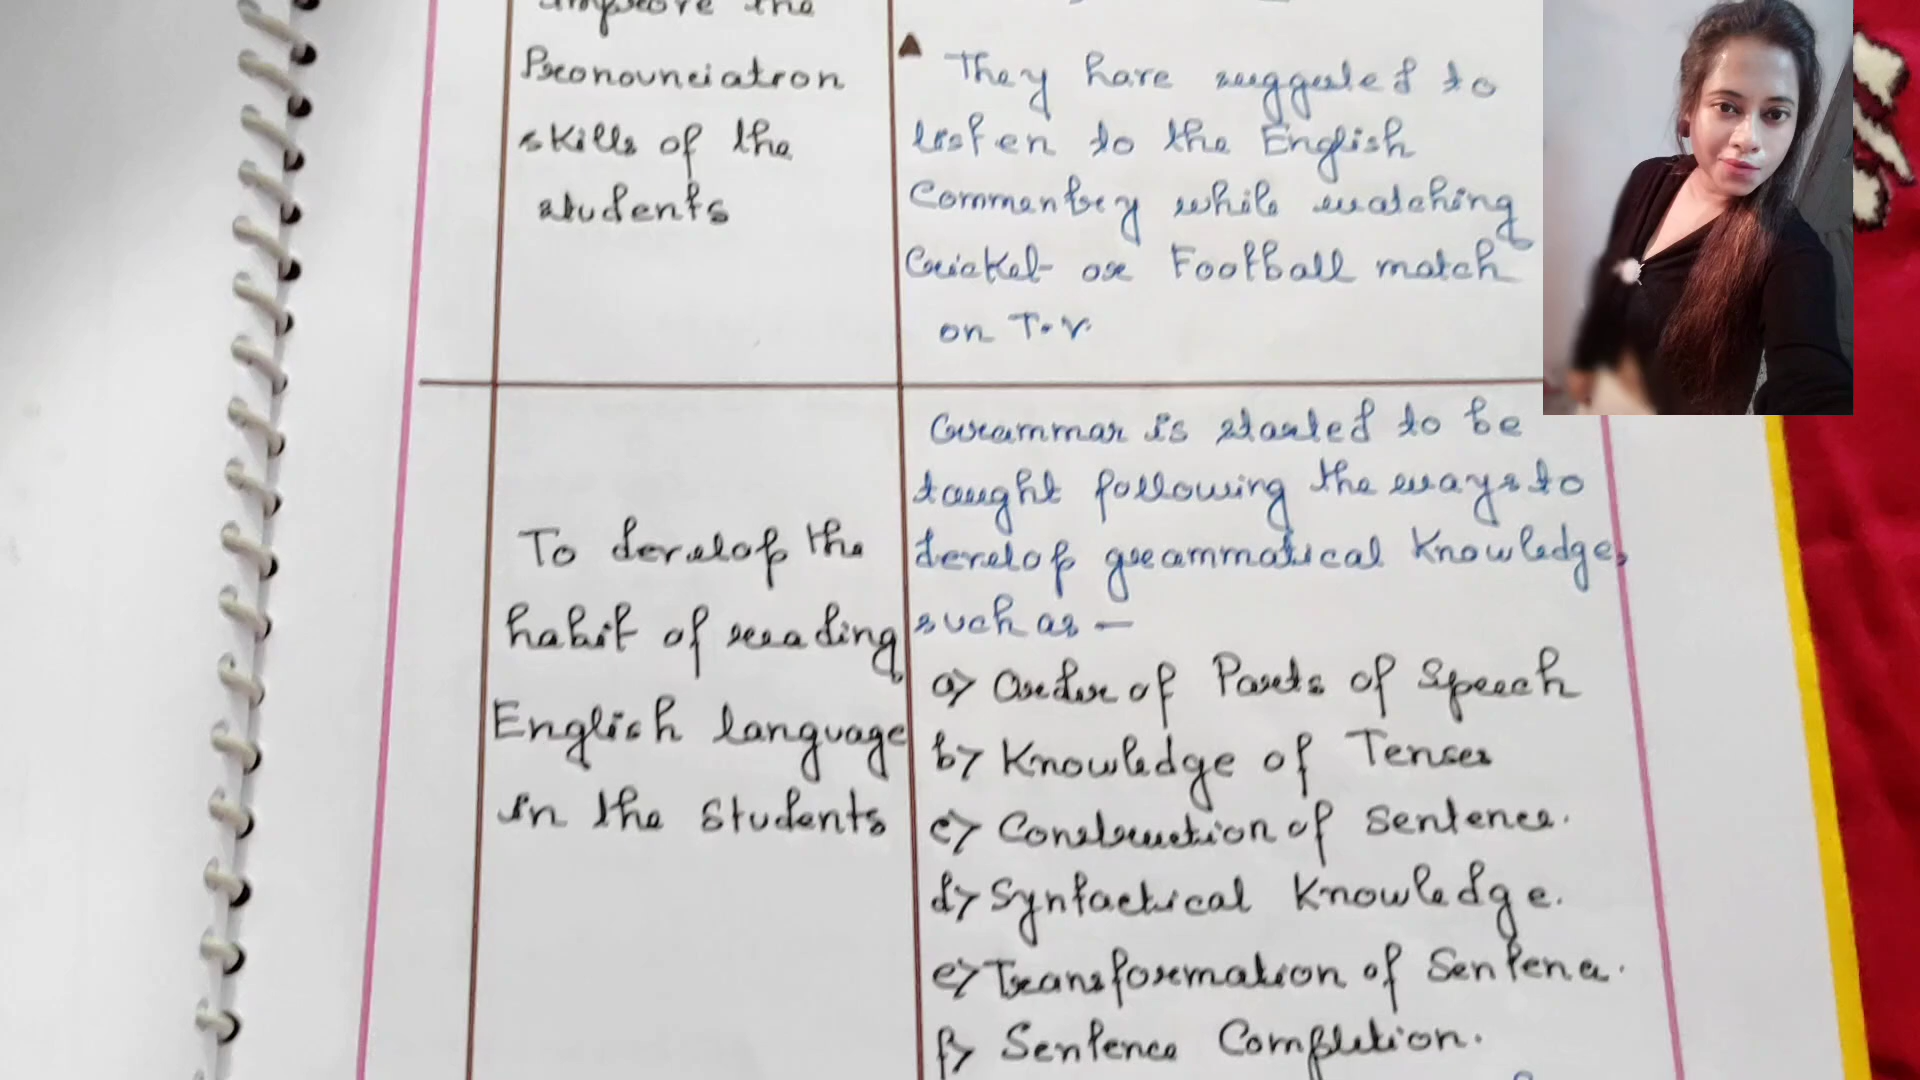 improve the
Pronounciation
skills of the
students
They have suggested to
listen to the English
Commentry while watching
Cricket or Football match
on T.V.
To develop the
habit of reading
English language
in the students
Grammar is started to be
taught following the ways to
develop grammatical knowledge,
such as —
a> Order of Parts of Speech
b> Knowledge of Tenses
c> Construction of Sentence.
d> Syntactical Knowledge.
e> Transformation of Sentence.
f> Sentence Completion.